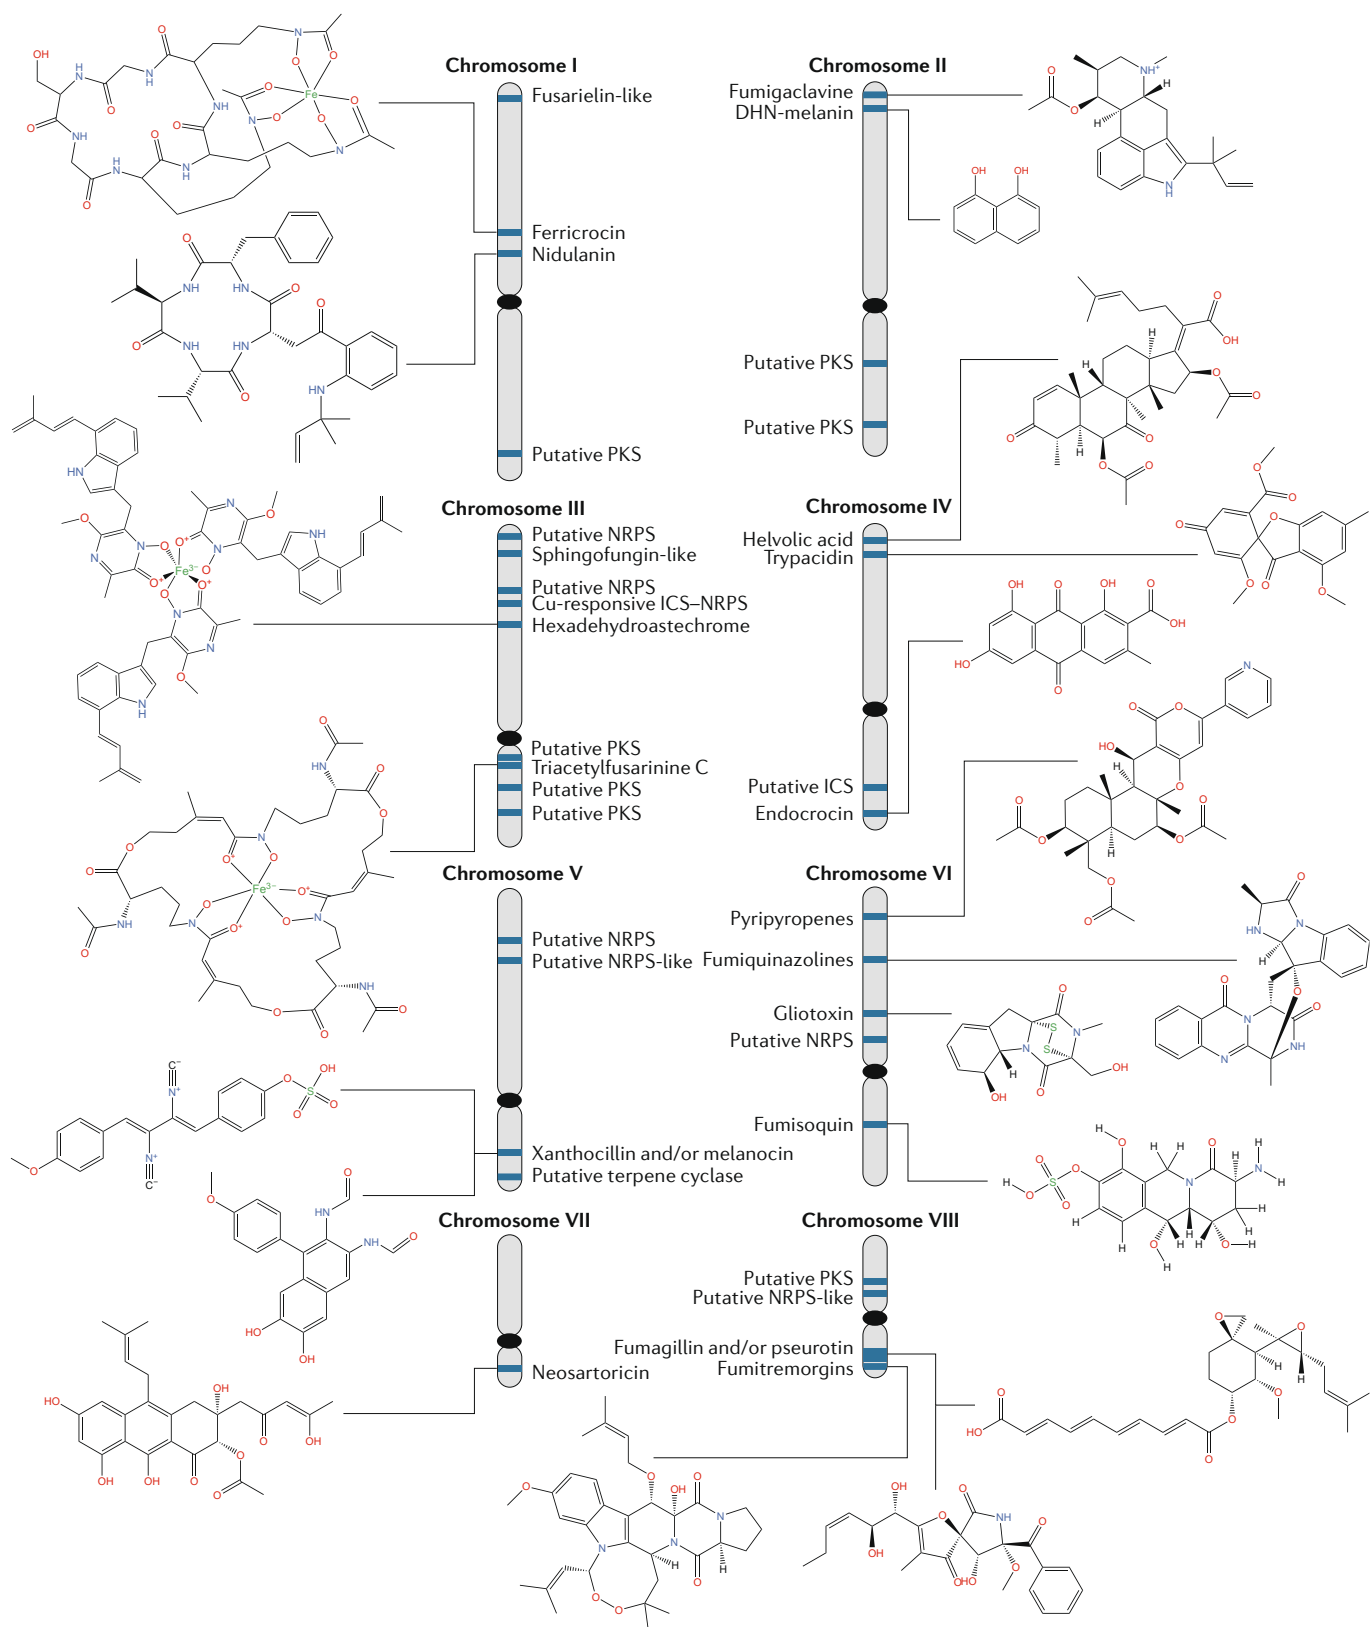 Chromosome I
Fusarielin-like
Ferricrocin
Nidulanin
Putative PKS
Chromosome II
Fumigaclavine
DHN-melanin
Putative PKS
Putative PKS
Chromosome III
Putative NRPS
Sphingofungin-like
Putative NRPS
Cu-responsive ICS–NRPS
Hexadehydroastechrome
Putative PKS
Triacetylfusarinine C
Putative PKS
Putative PKS
Chromosome IV
Helvolic acid
Trypacidin
Putative ICS
Endocrocin
Chromosome V
Putative NRPS
Putative NRPS-like
Xanthocillin and/or melanocin
Putative terpene cyclase
Chromosome VI
Pyripyropenes
Fumiquinazolines
Gliotoxin
Putative NRPS
Fumisoquin
Chromosome VII
Neosartoricin
Chromosome VIII
Putative PKS
Putative NRPS-like
Fumagillin and/or pseurotin
Fumitremorgins